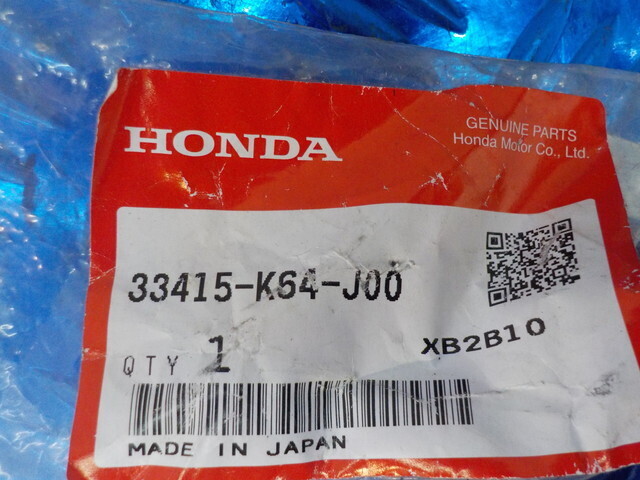 HONDA
GENUINE PARTS
Honda Motor Co., Ltd.
33415-K64-J00
QTY 1
XB2B10
MADE IN JAPAN